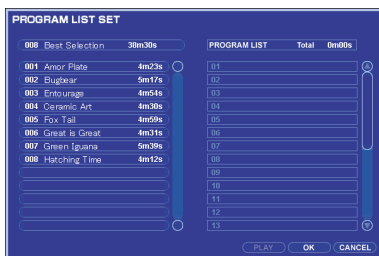 PROGRAM LIST SET
008 Best Selection 38m30s
001 Amor Plate 4m23s
002 Bugbear 5m17s
003 Entourage 4m54s
004 Ceramic Art 4m30s
005 Fox Tail 4m59s
006 Great is Great 4m31s
007 Green Iguana 5m39s
008 Hatching Time 4m12s
PROGRAM LIST Total 0m00s
01
02
03
04
05
06
07
08
09
10
11
12
13
PLAY OK CANCEL